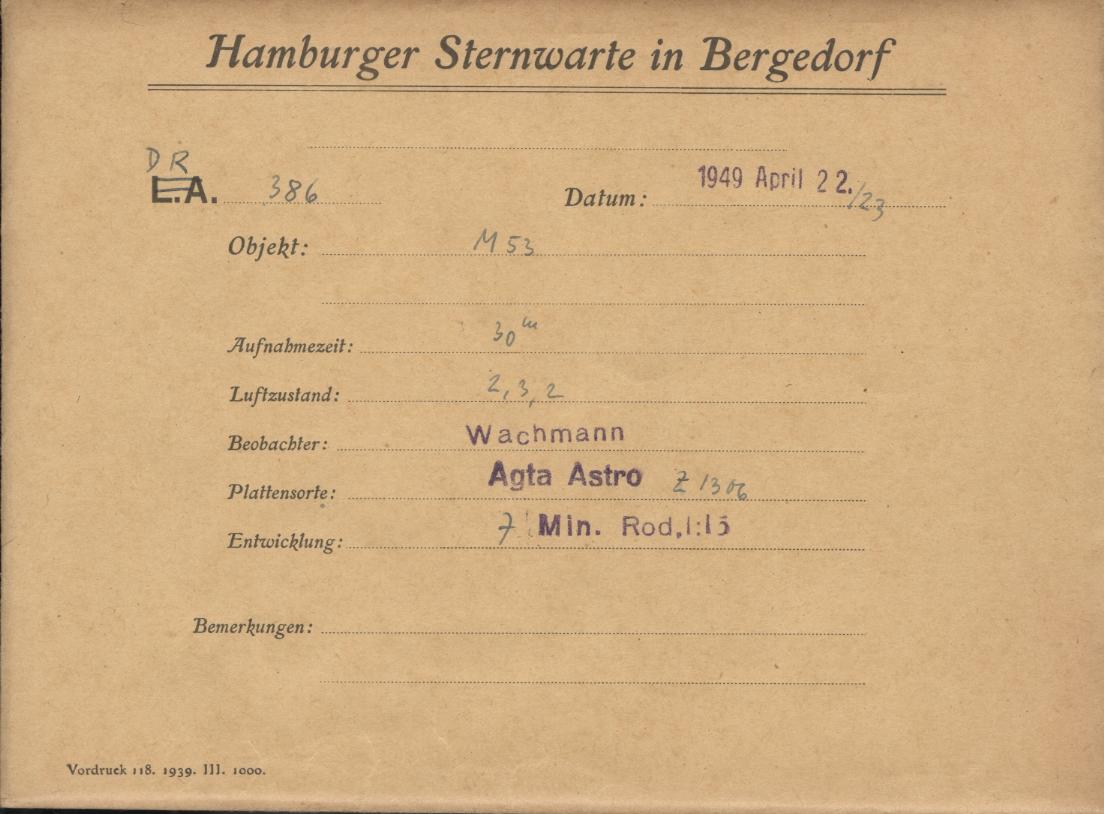 Hamburger Sternwarte in Bergedorf
DR
L.A. 386 Datum: 1949 April 22./23
Objekt: M 53
Aufnahmezeit: 30m
Luftzustand: 2, 3, 2
Beobachter: Wachmann
Plattensorte: Agfa Astro Z 1306
Entwicklung: 7 Min. Rod, 1:15
Bemerkungen:
Vordruck 118. 1939. III. 1000.